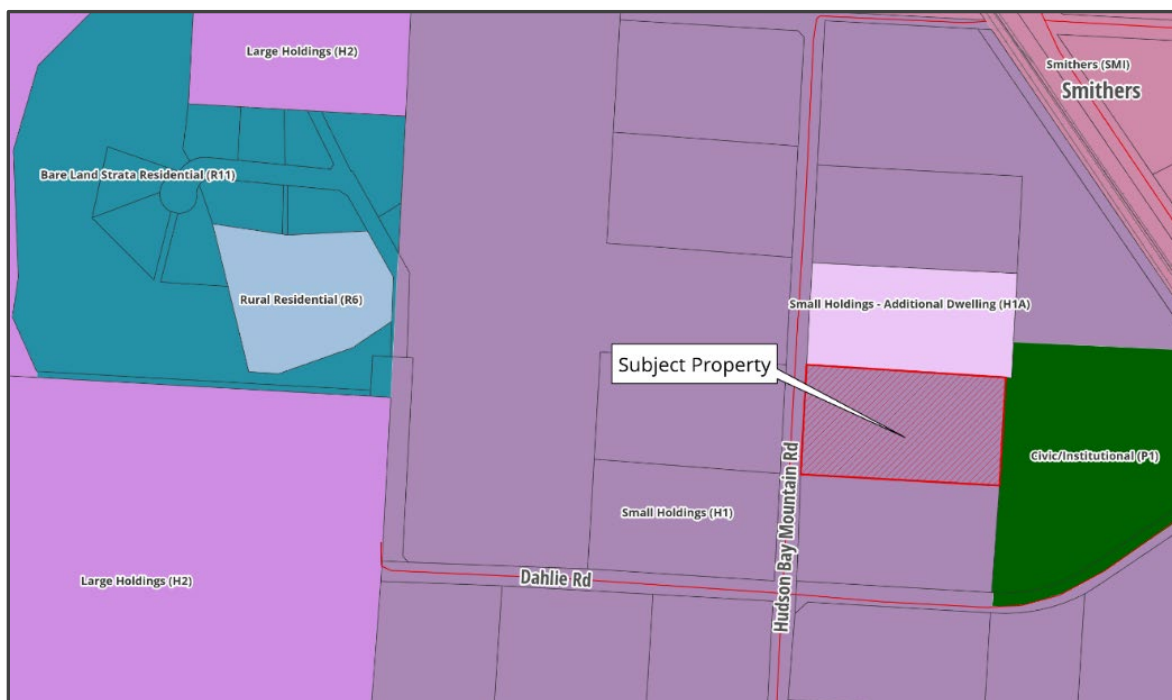 Large Holdings (H2)
Smithers (SMI)
Smithers
Bare Land Strata Residential (R11)
Rural Residential (R6)
Small Holdings - Additional Dwelling (H1A)
Subject Property
Civic/Institutional (P1)
Hudson Bay Mountain Rd
Small Holdings (H1)
Large Holdings (H2)
Dahlie Rd